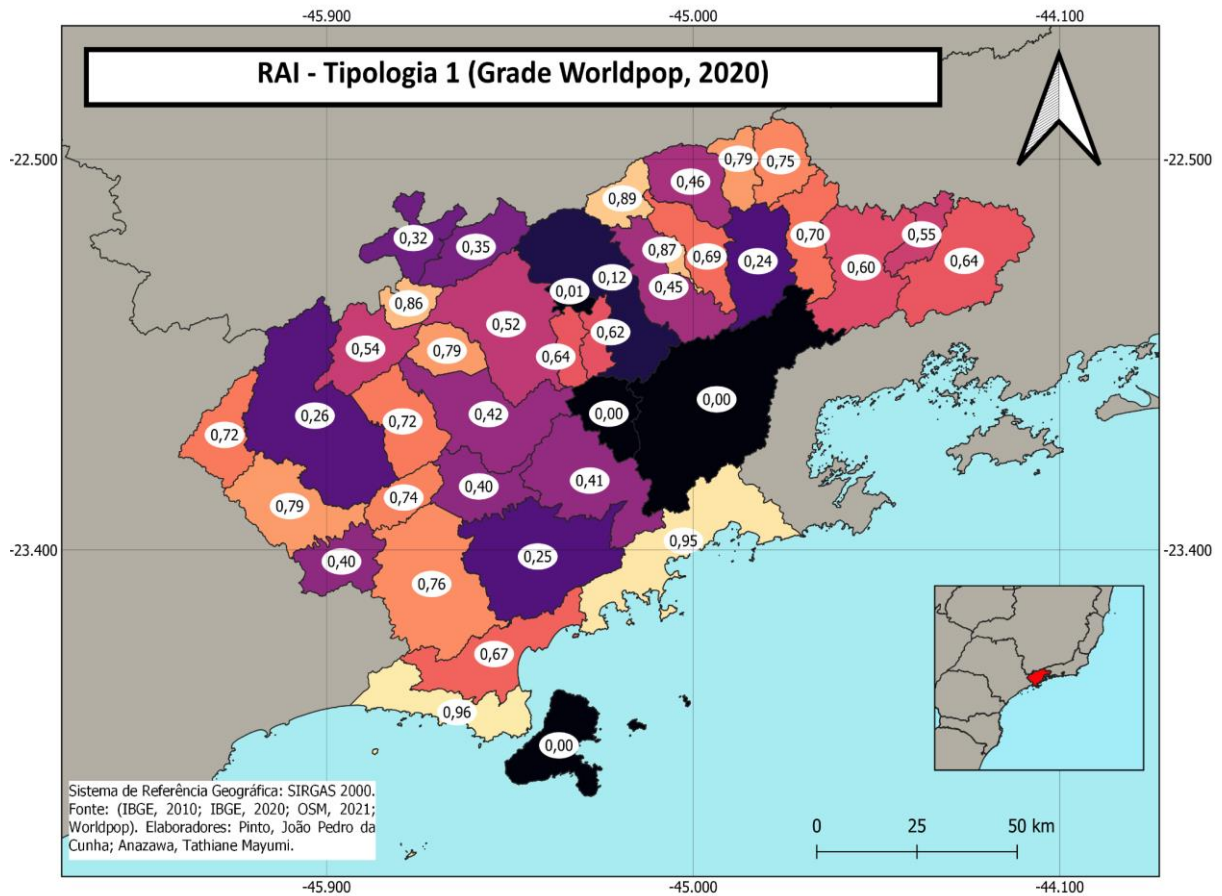 -45.900 -45.000 -44.100
RAI - Tipologia 1 (Grade Worldpop, 2020)
-22.500 -22.500
0,79 0,75
0,46
0,89
0,32 0,35 0,87 0,69 0,24 0,70 0,60 0,55 0,64
0,12
0,01 0,45
0,86
0,52 0,62
0,54 0,79 0,64
0,26 0,72 0,42 0,00 0,00
0,72
0,74 0,40 0,41
0,79
0,95
-23.400 -23.400
0,40 0,25
0,76
0,67
0,96
0,00
Sistema de Referência Geográfica: SIRGAS 2000.
Fonte: (IBGE, 2010; IBGE, 2020; OSM, 2021;
Worldpop). Elaboradores: Pinto, João Pedro da
Cunha; Anazawa, Tathiane Mayumi.
0 25 50 km
-45.900 -45.000 -44.100